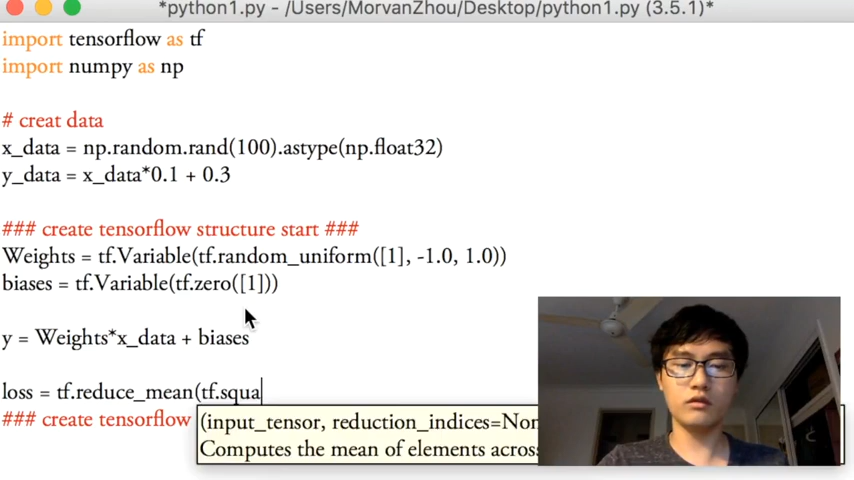 *python1.py - /Users/MorvanZhou/Desktop/python1.py (3.5.1)*
import tensorflow as tf
import numpy as np
# creat data
x_data = np.random.rand(100).astype(np.float32)
y_data = x_data*0.1 + 0.3
### create tensorflow structure start ###
Weights = tf.Variable(tf.random_uniform([1], -1.0, 1.0))
biases = tf.Variable(tf.zero([1]))
y = Weights*x_data + biases
loss = tf.reduce_mean(tf.squa
### create tensorflow
(input_tensor, reduction_indices=Non
Computes the mean of elements across